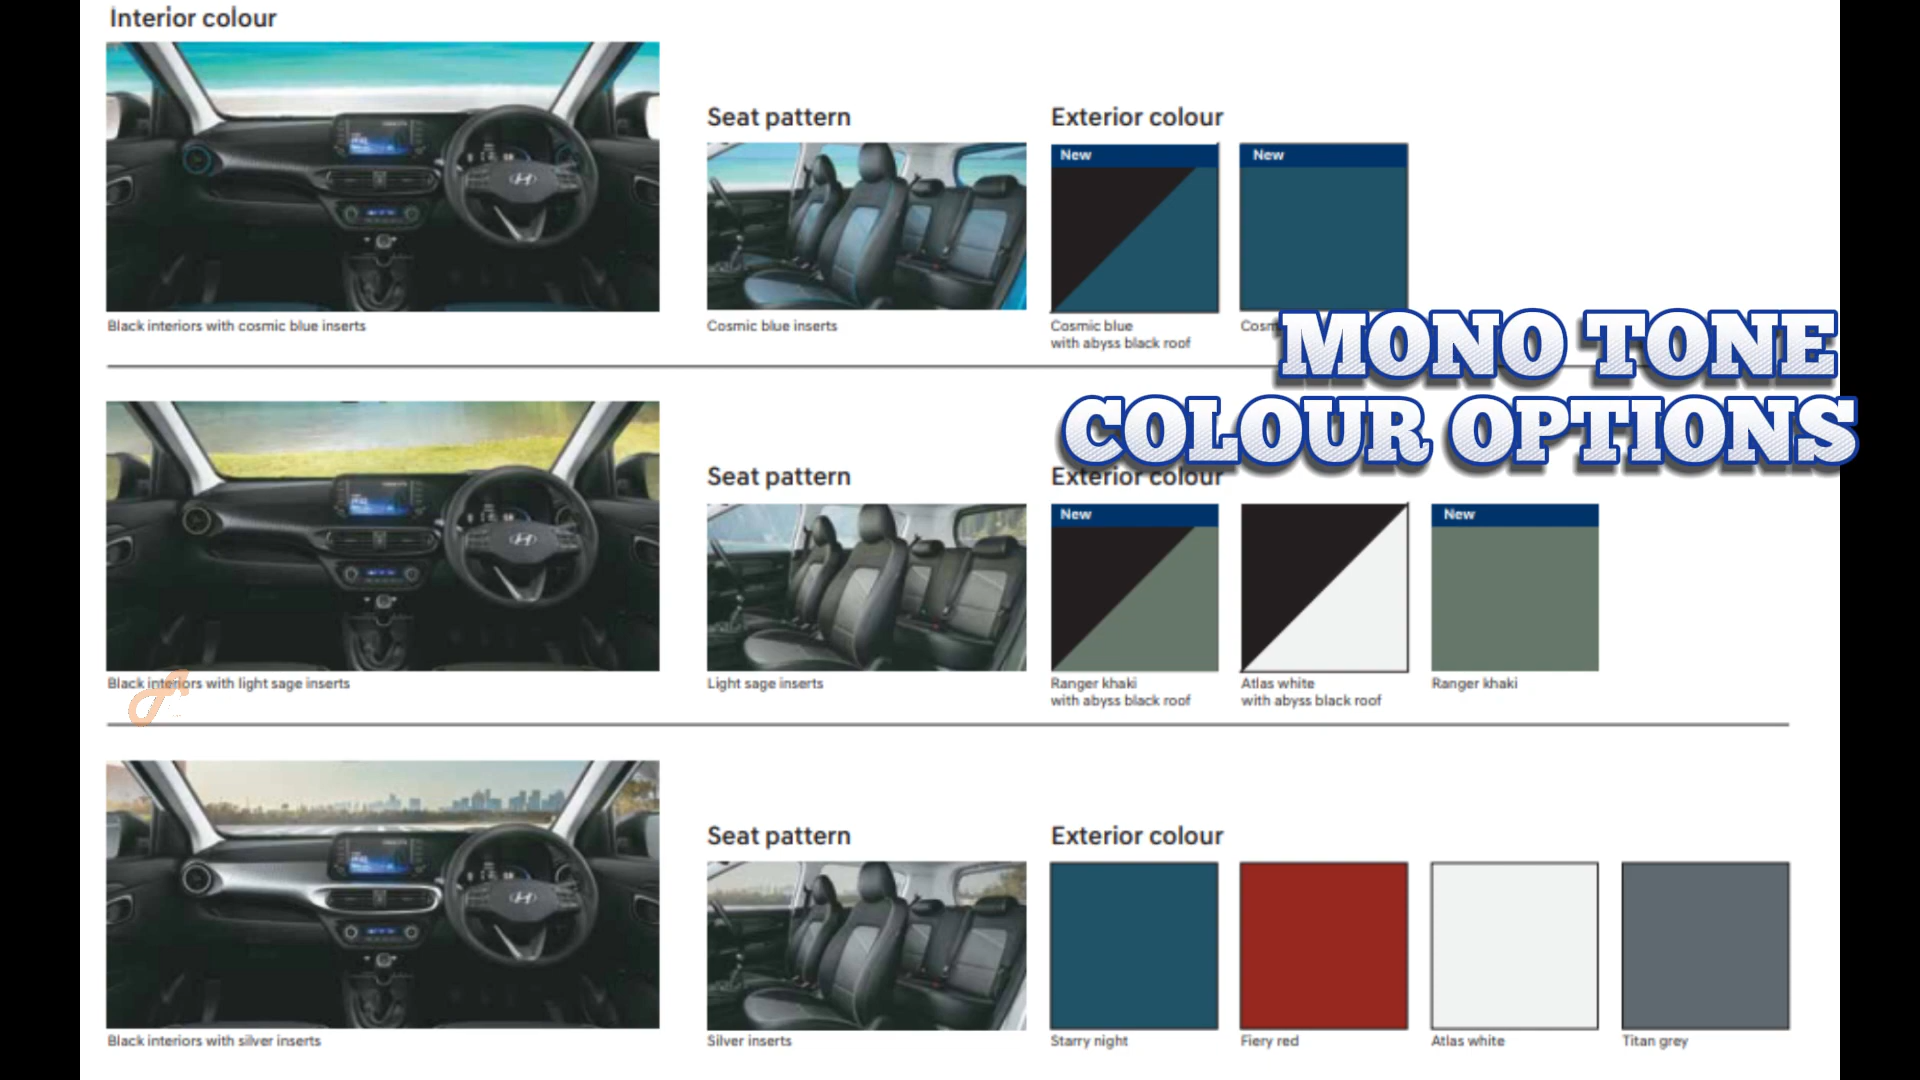 Interior colour
Seat pattern
Exterior colour
New
New
Black interiors with cosmic blue inserts
Cosmic blue inserts
Cosmic blue
with abyss black roof
MONO TONE
COLOUR OPTIONS
Seat pattern
Exterior colour
New
New
Black interiors with light sage inserts
Light sage inserts
Ranger khaki
with abyss black roof
Atlas white
with abyss black roof
Ranger khaki
Seat pattern
Exterior colour
Black interiors with silver inserts
Silver inserts
Starry night
Fiery red
Atlas white
Titan grey